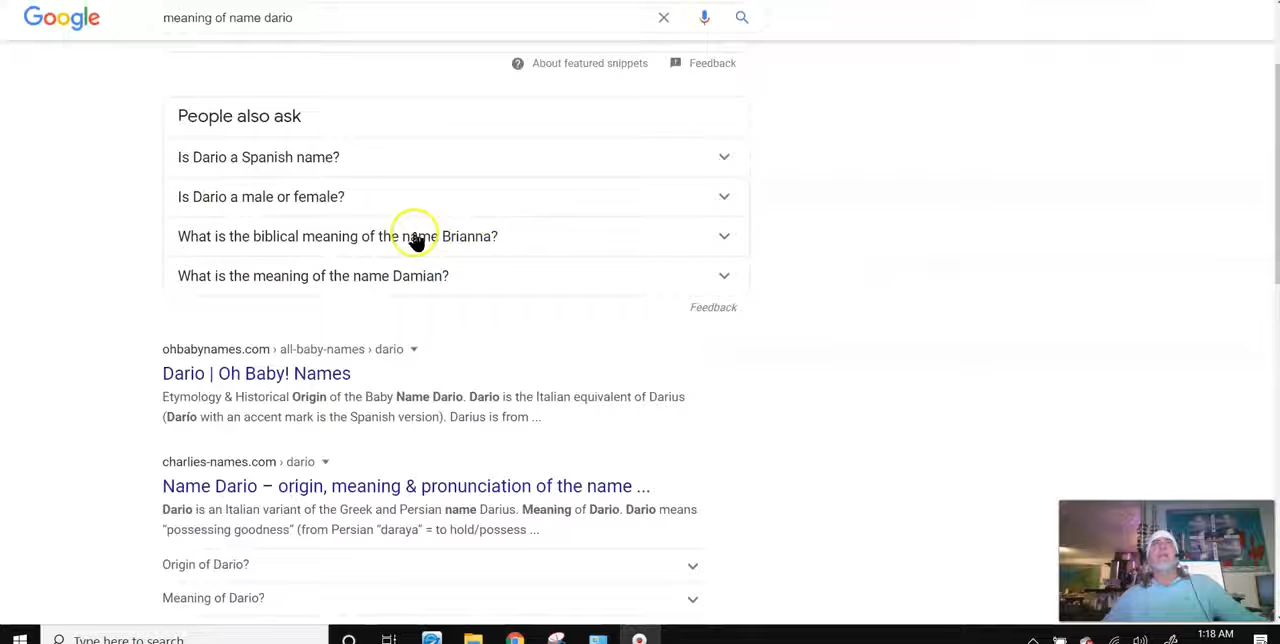 Google
meaning of name dario
About featured snippets Feedback
People also ask
Is Dario a Spanish name?
Is Dario a male or female?
What is the biblical meaning of the name Brianna?
What is the meaning of the name Damian?
Feedback
ohbabynames.com › all-baby-names › dario
Dario | Oh Baby! Names
Etymology & Historical Origin of the Baby Name Dario. Dario is the Italian equivalent of Darius
(Darío with an accent mark is the Spanish version). Darius is from ...
charlies-names.com › dario
Name Dario – origin, meaning & pronunciation of the name ...
Dario is an Italian variant of the Greek and Persian name Darius. Meaning of Dario. Dario means
“possessing goodness” (from Persian “daraya” = to hold/possess ...
Origin of Dario?
Meaning of Dario?
Type here to search
1:18 AM